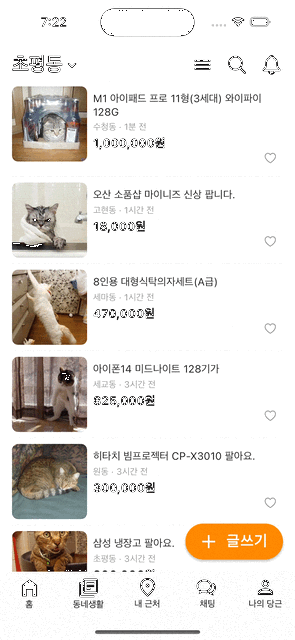 7:22
초평동
M1 아이패드 프로 11형(3세대) 와이파이
128G
수청동 · 1분 전
1,000,000원
오산 소품샵 마이니즈 신상 팝니다.
고현동 · 1시간 전
18,000원
8인용 대형식탁의자세트(A급)
세마동 · 1시간 전
470,000원
아이폰14 미드나이트 128기가
세교동 · 3시간 전
825,000원
히타치 빔프로젝터 CP-X3010 팔아요.
원동 · 3시간 전
300,000원
삼성 냉장고 팔아요.
초평동 · 3시간 전
글쓰기
홈 동네생활 내 근처 채팅 나의 당근